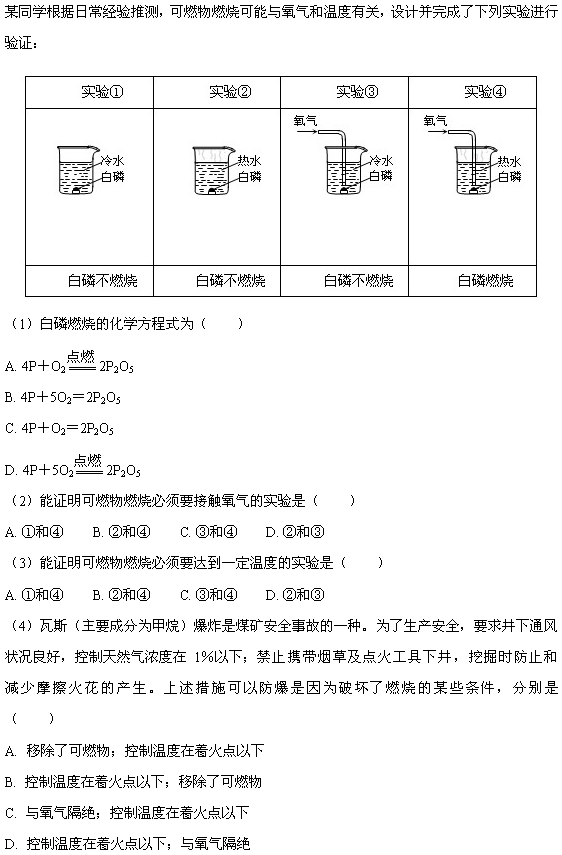 某同学根据日常经验推测，可燃物燃烧可能与氧气和温度有关，设计并完成了下列实验进行
验证：
实验① 实验② 实验③ 实验④
冷水
白磷
热水
白磷
氧气
冷水
白磷
氧气
热水
白磷
白磷不燃烧 白磷不燃烧 白磷不燃烧 白磷燃烧
（1）白磷燃烧的化学方程式为（　　）
A. 4P＋O₂ 点燃 ═ 2P₂O₅
B. 4P＋5O₂＝2P₂O₅
C. 4P＋O₂＝2P₂O₅
D. 4P＋5O₂ 点燃 ═ 2P₂O₅
（2）能证明可燃物燃烧必须要接触氧气的实验是（　　）
A. ①和④ B. ②和④ C. ③和④ D. ②和③
（3）能证明可燃物燃烧必须要达到一定温度的实验是（　　）
A. ①和④ B. ②和④ C. ③和④ D. ②和③
（4）瓦斯（主要成分为甲烷）爆炸是煤矿安全事故的一种。为了生产安全，要求井下通风
状况良好，控制天然气浓度在 1%以下；禁止携带烟草及点火工具下井，挖掘时防止和
减少摩擦火花的产生。上述措施可以防爆是因为破坏了燃烧的某些条件，分别是
（　　）
A. 移除了可燃物；控制温度在着火点以下
B. 控制温度在着火点以下；移除了可燃物
C. 与氧气隔绝；控制温度在着火点以下
D. 控制温度在着火点以下；与氧气隔绝